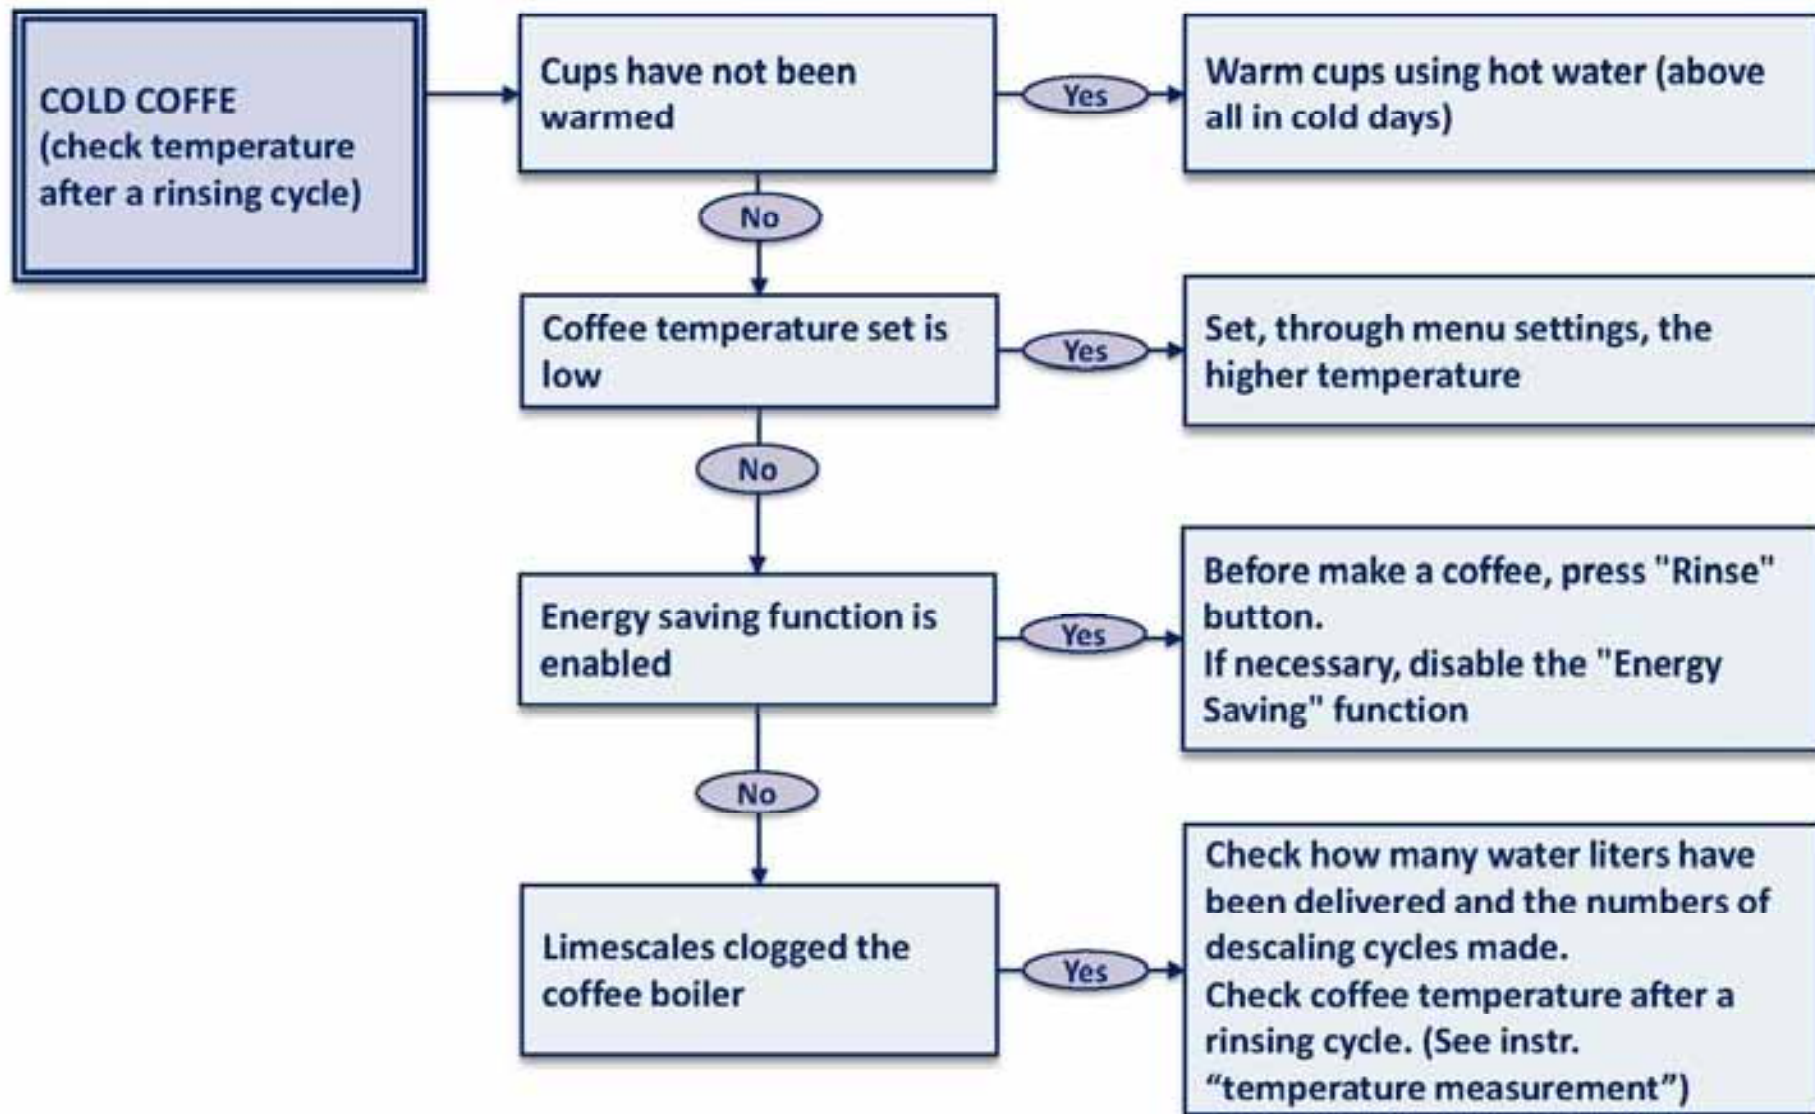 COLD COFFE
(check temperature
after a rinsing cycle)
Cups have not been
warmed
Yes
Warm cups using hot water (above
all in cold days)
No
Coffee temperature set is
low
Yes
Set, through menu settings, the
higher temperature
No
Energy saving function is
enabled
Yes
Before make a coffee, press "Rinse"
button.
If necessary, disable the "Energy
Saving" function
No
Limescales clogged the
coffee boiler
Yes
Check how many water liters have
been delivered and the numbers of
descaling cycles made.
Check coffee temperature after a
rinsing cycle. (See instr.
“temperature measurement”)